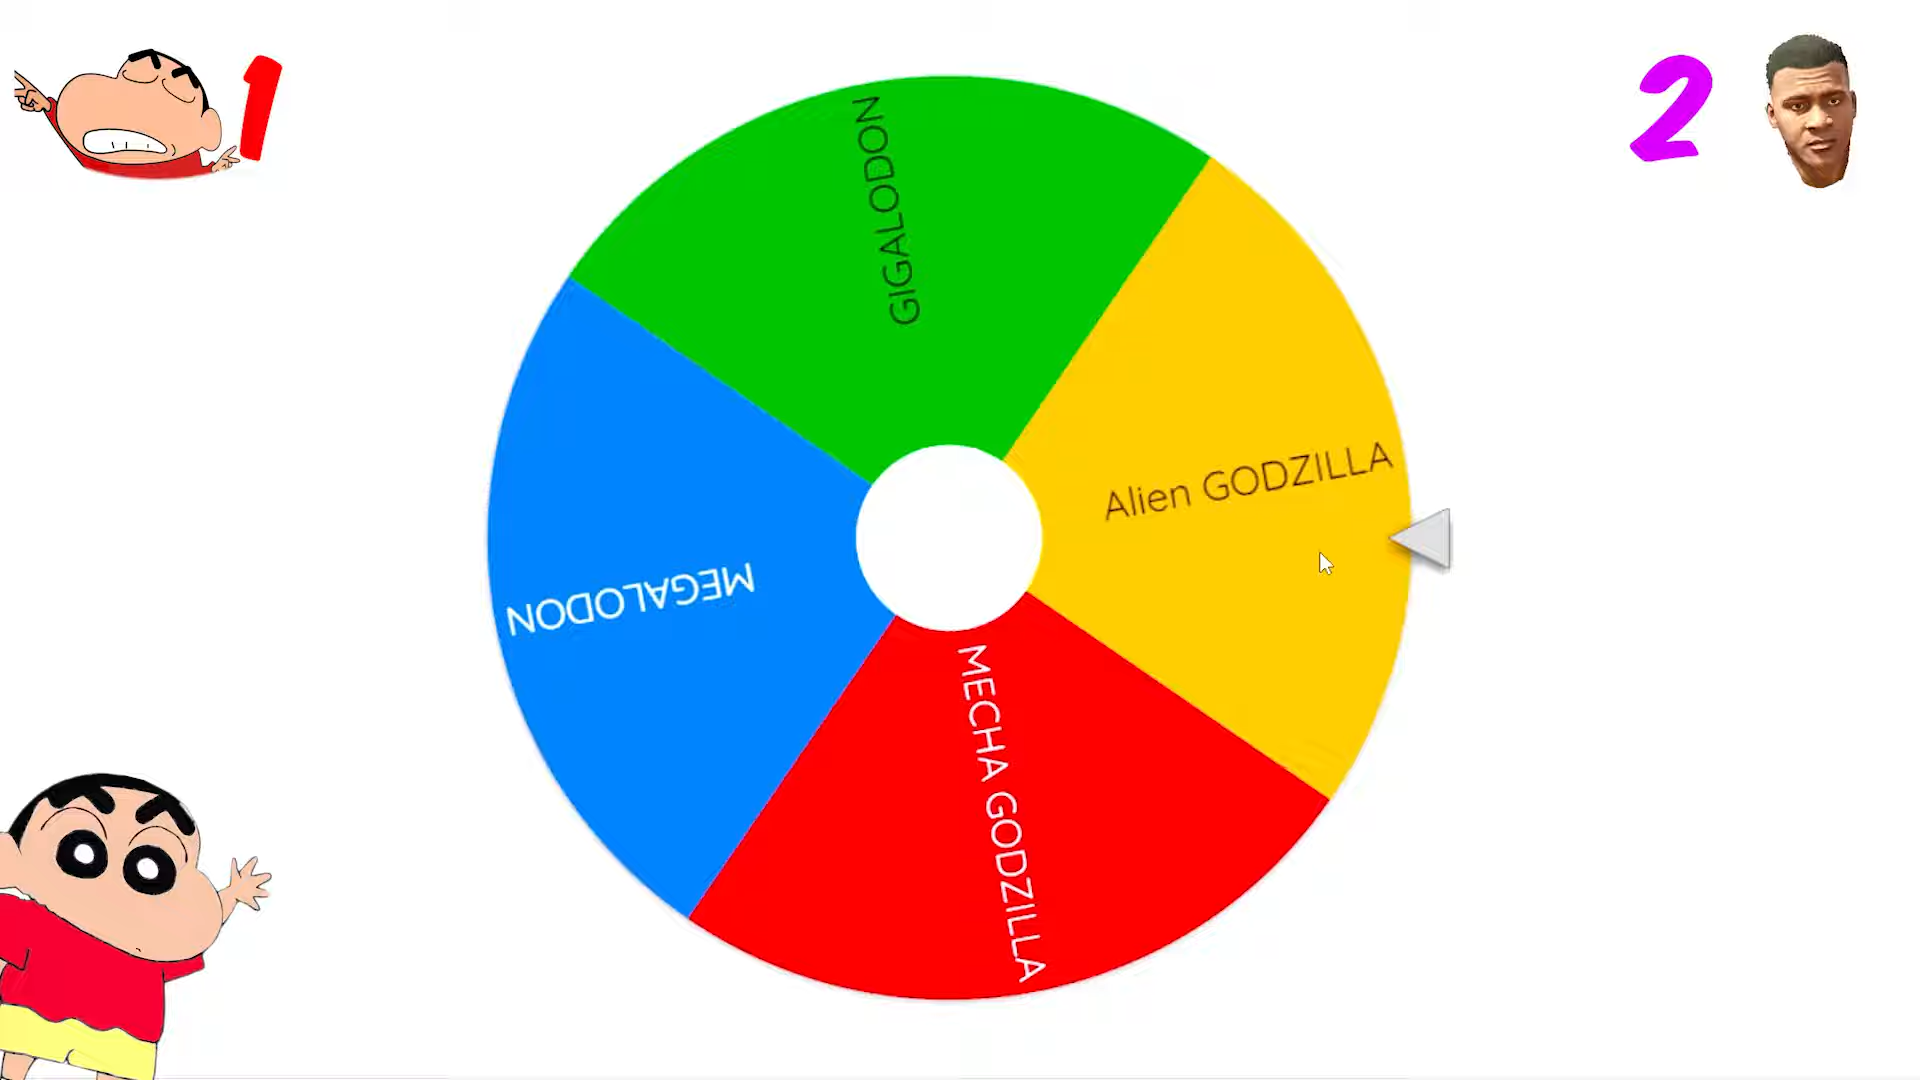 1
2
GIGALODON
Alien GODZILLA
MEGALODON
MECHA GODZILLA